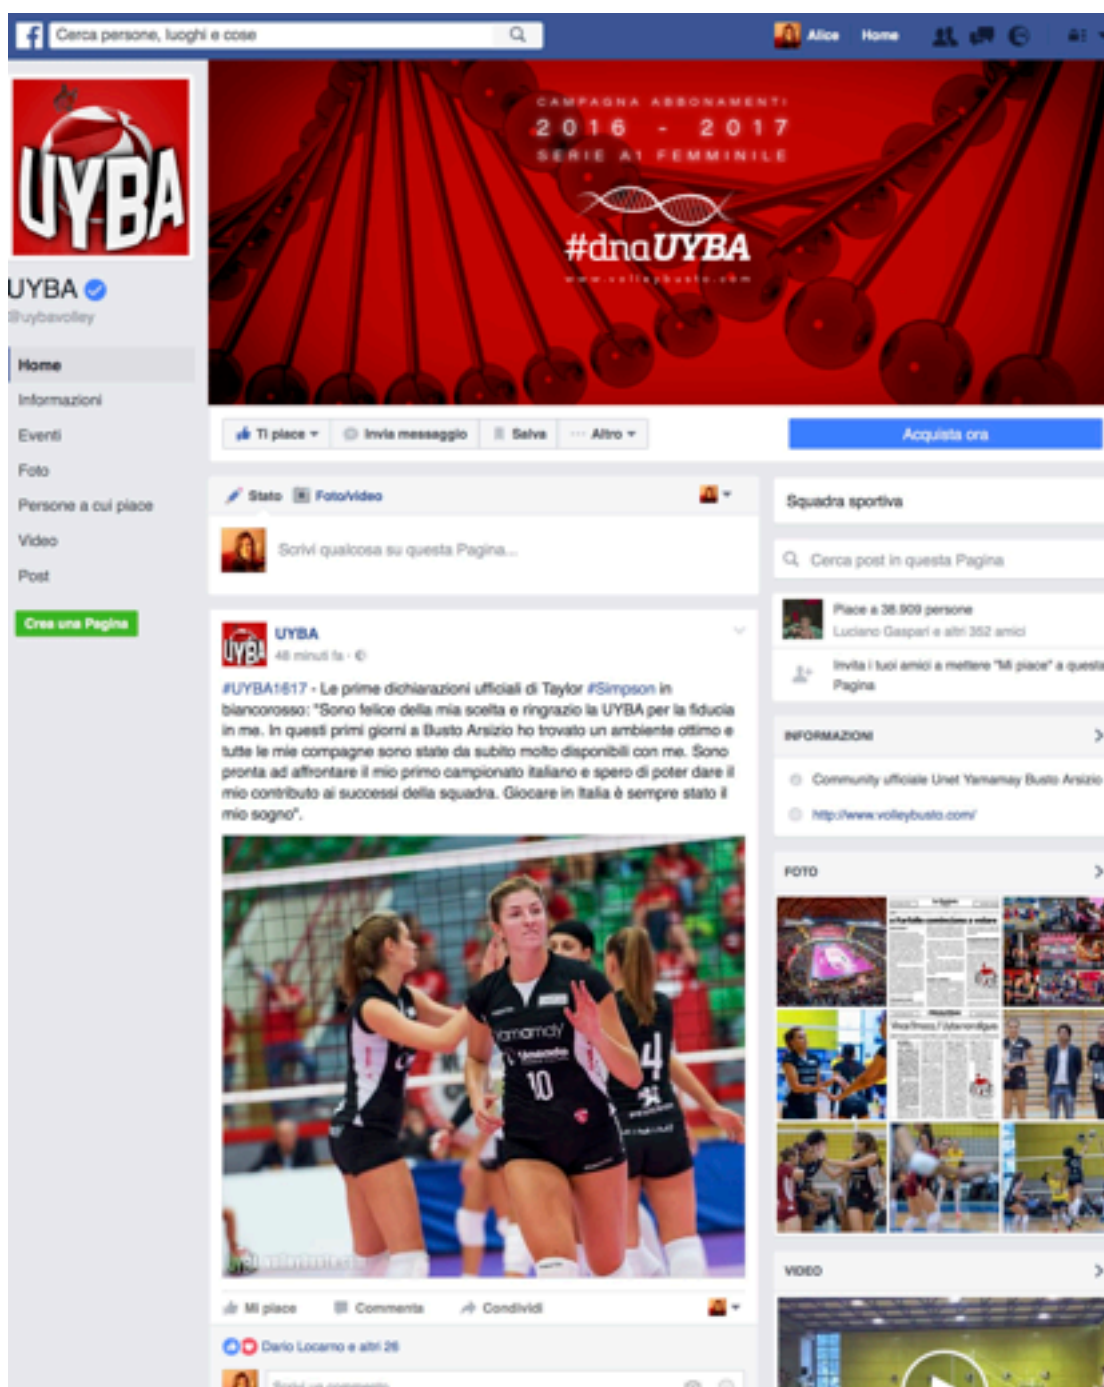 Cerca persone, luoghi e cose
Alice Home
CAMPAGNA ABBONAMENTI
2016 - 2017
SERIE A1 FEMMINILE
#dnaUYBA
www.volleybusto.com
UYBA
UYBA
@uybavolley
Home
Informazioni
Eventi
Foto
Persone a cui piace
Video
Post
Crea una Pagina
Ti piace Invia messaggio Salva ··· Altro
Acquista ora
Stato Foto/video
Scrivi qualcosa su questa Pagina...
UYBA
UYBA
48 minuti fa ·
#UYBA1617 - Le prime dichiarazioni ufficiali di Taylor #Simpson in
biancorosso: "Sono felice della mia scelta e ringrazio la UYBA per la fiducia
in me. In questi primi giorni a Busto Arsizio ho trovato un ambiente ottimo e
tutte le mie compagne sono state da subito molto disponibili con me. Sono
pronta ad affrontare il mio primo campionato italiano e spero di poter dare il
mio contributo ai successi della squadra. Giocare in Italia è sempre stato il
mio sogno".
yamamay
10
4
Mi piace Commenta Condividi
Dario Locarno e altri 26
Scrivi un commento
Squadra sportiva
Cerca post in questa Pagina
Piace a 38.909 persone
Luciano Gaspari e altri 352 amici
Invita i tuoi amici a mettere "Mi piace" a questa
Pagina
INFORMAZIONI
Community ufficiale Unet Yamamay Busto Arsizio
http://www.volleybusto.com/
FOTO
VIDEO